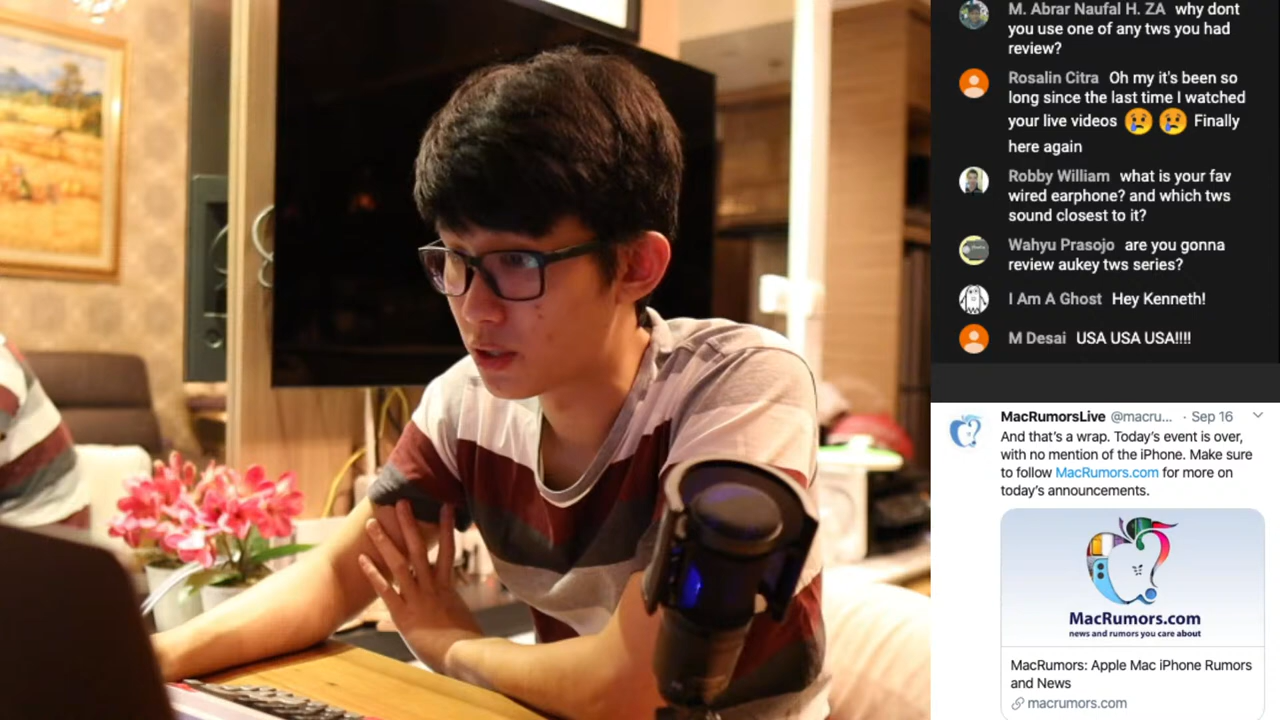 M. Abrar Naufal H. ZA why dont
you use one of any tws you had
review?
Rosalin Citra Oh my it's been so
long since the last time I watched
your live videos 😢 😢 Finally
here again
Robby William what is your fav
wired earphone? and which tws
sound closest to it?
Wahyu Prasojo are you gonna
review aukey tws series?
I Am A Ghost Hey Kenneth!
M Desai USA USA USA!!!!
MacRumorsLive @macru... · Sep 16
And that's a wrap. Today's event is over,
with no mention of the iPhone. Make sure
to follow MacRumors.com for more on
today's announcements.
MacRumors.com
news and rumors you care about
MacRumors: Apple Mac iPhone Rumors
and News
macrumors.com